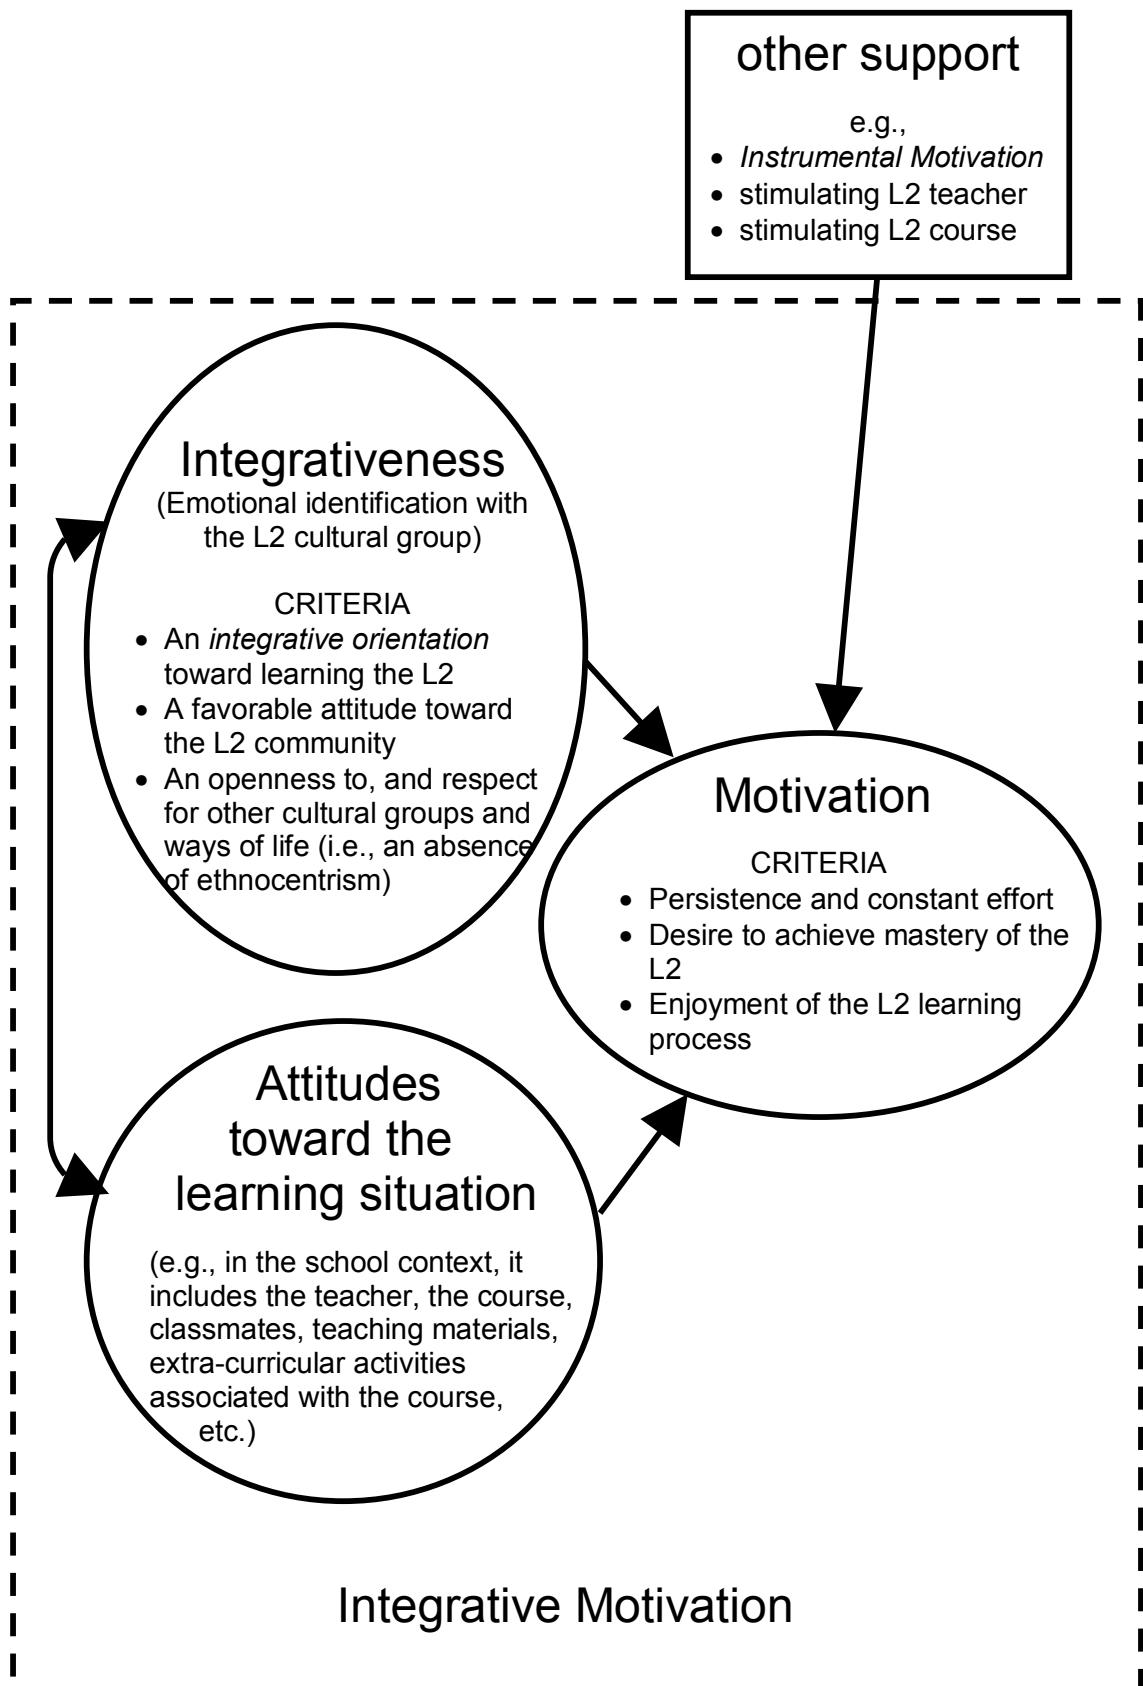 other support
e.g.,
• Instrumental Motivation
• stimulating L2 teacher
• stimulating L2 course
Integrativeness
(Emotional identification with
the L2 cultural group)
CRITERIA
• An integrative orientation
toward learning the L2
• A favorable attitude toward
the L2 community
• An openness to, and respect
for other cultural groups and
ways of life (i.e., an absence
of ethnocentrism)
Motivation
CRITERIA
• Persistence and constant effort
• Desire to achieve mastery of the
L2
• Enjoyment of the L2 learning
process
Attitudes
toward the
learning situation
(e.g., in the school context, it
includes the teacher, the course,
classmates, teaching materials,
extra-curricular activities
associated with the course,
etc.)
Integrative Motivation